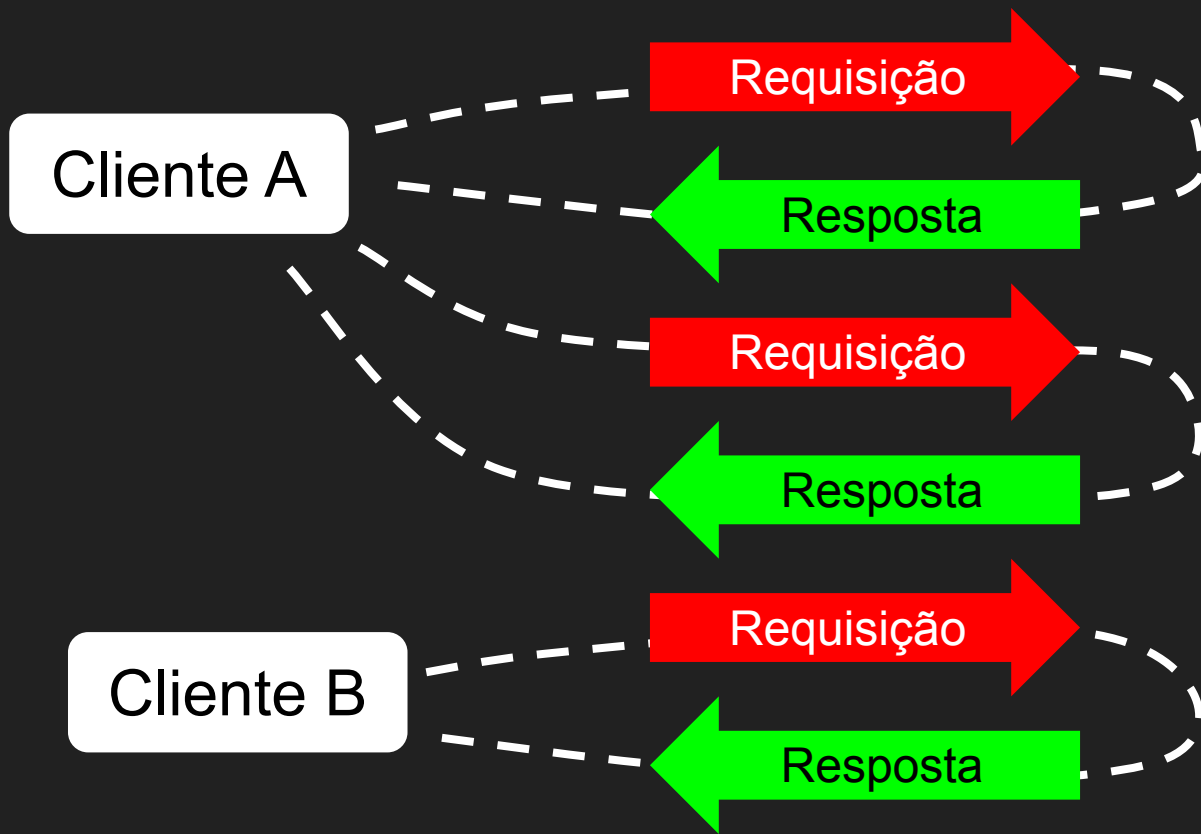 Requisição
Cliente A
Resposta
Requisição
Resposta
Requisição
Cliente B
Resposta